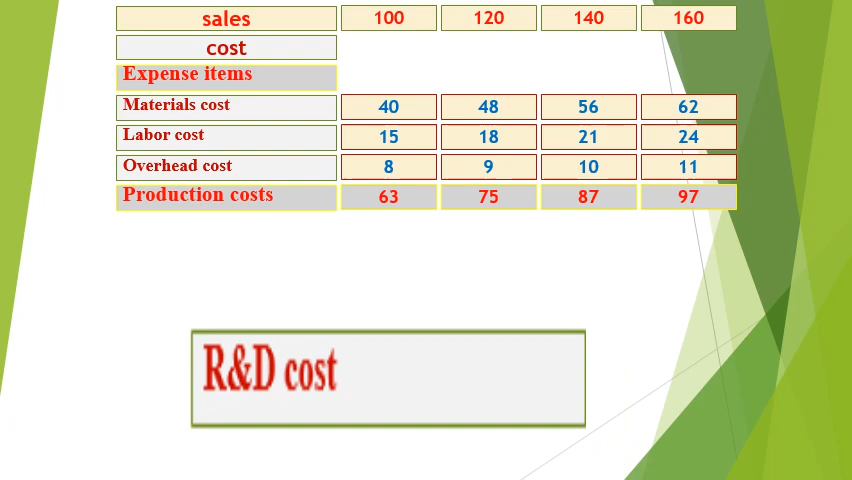 sales 100 120 140 160
cost
Expense items
Materials cost 40 48 56 62
Labor cost 15 18 21 24
Overhead cost 8 9 10 11
Production costs 63 75 87 97
R&D cost